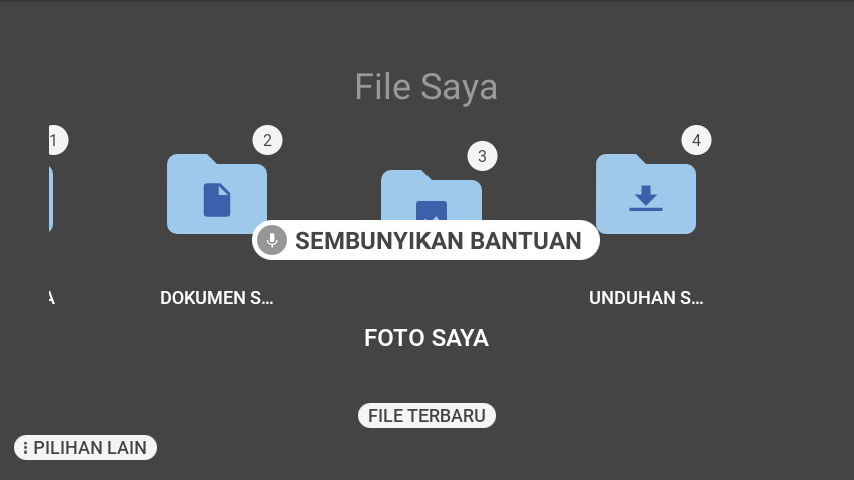 File Saya
1
2
3
4
SEMBUNYIKAN BANTUAN
A
DOKUMEN S...
UNDUHAN S...
FOTO SAYA
FILE TERBARU
PILIHAN LAIN